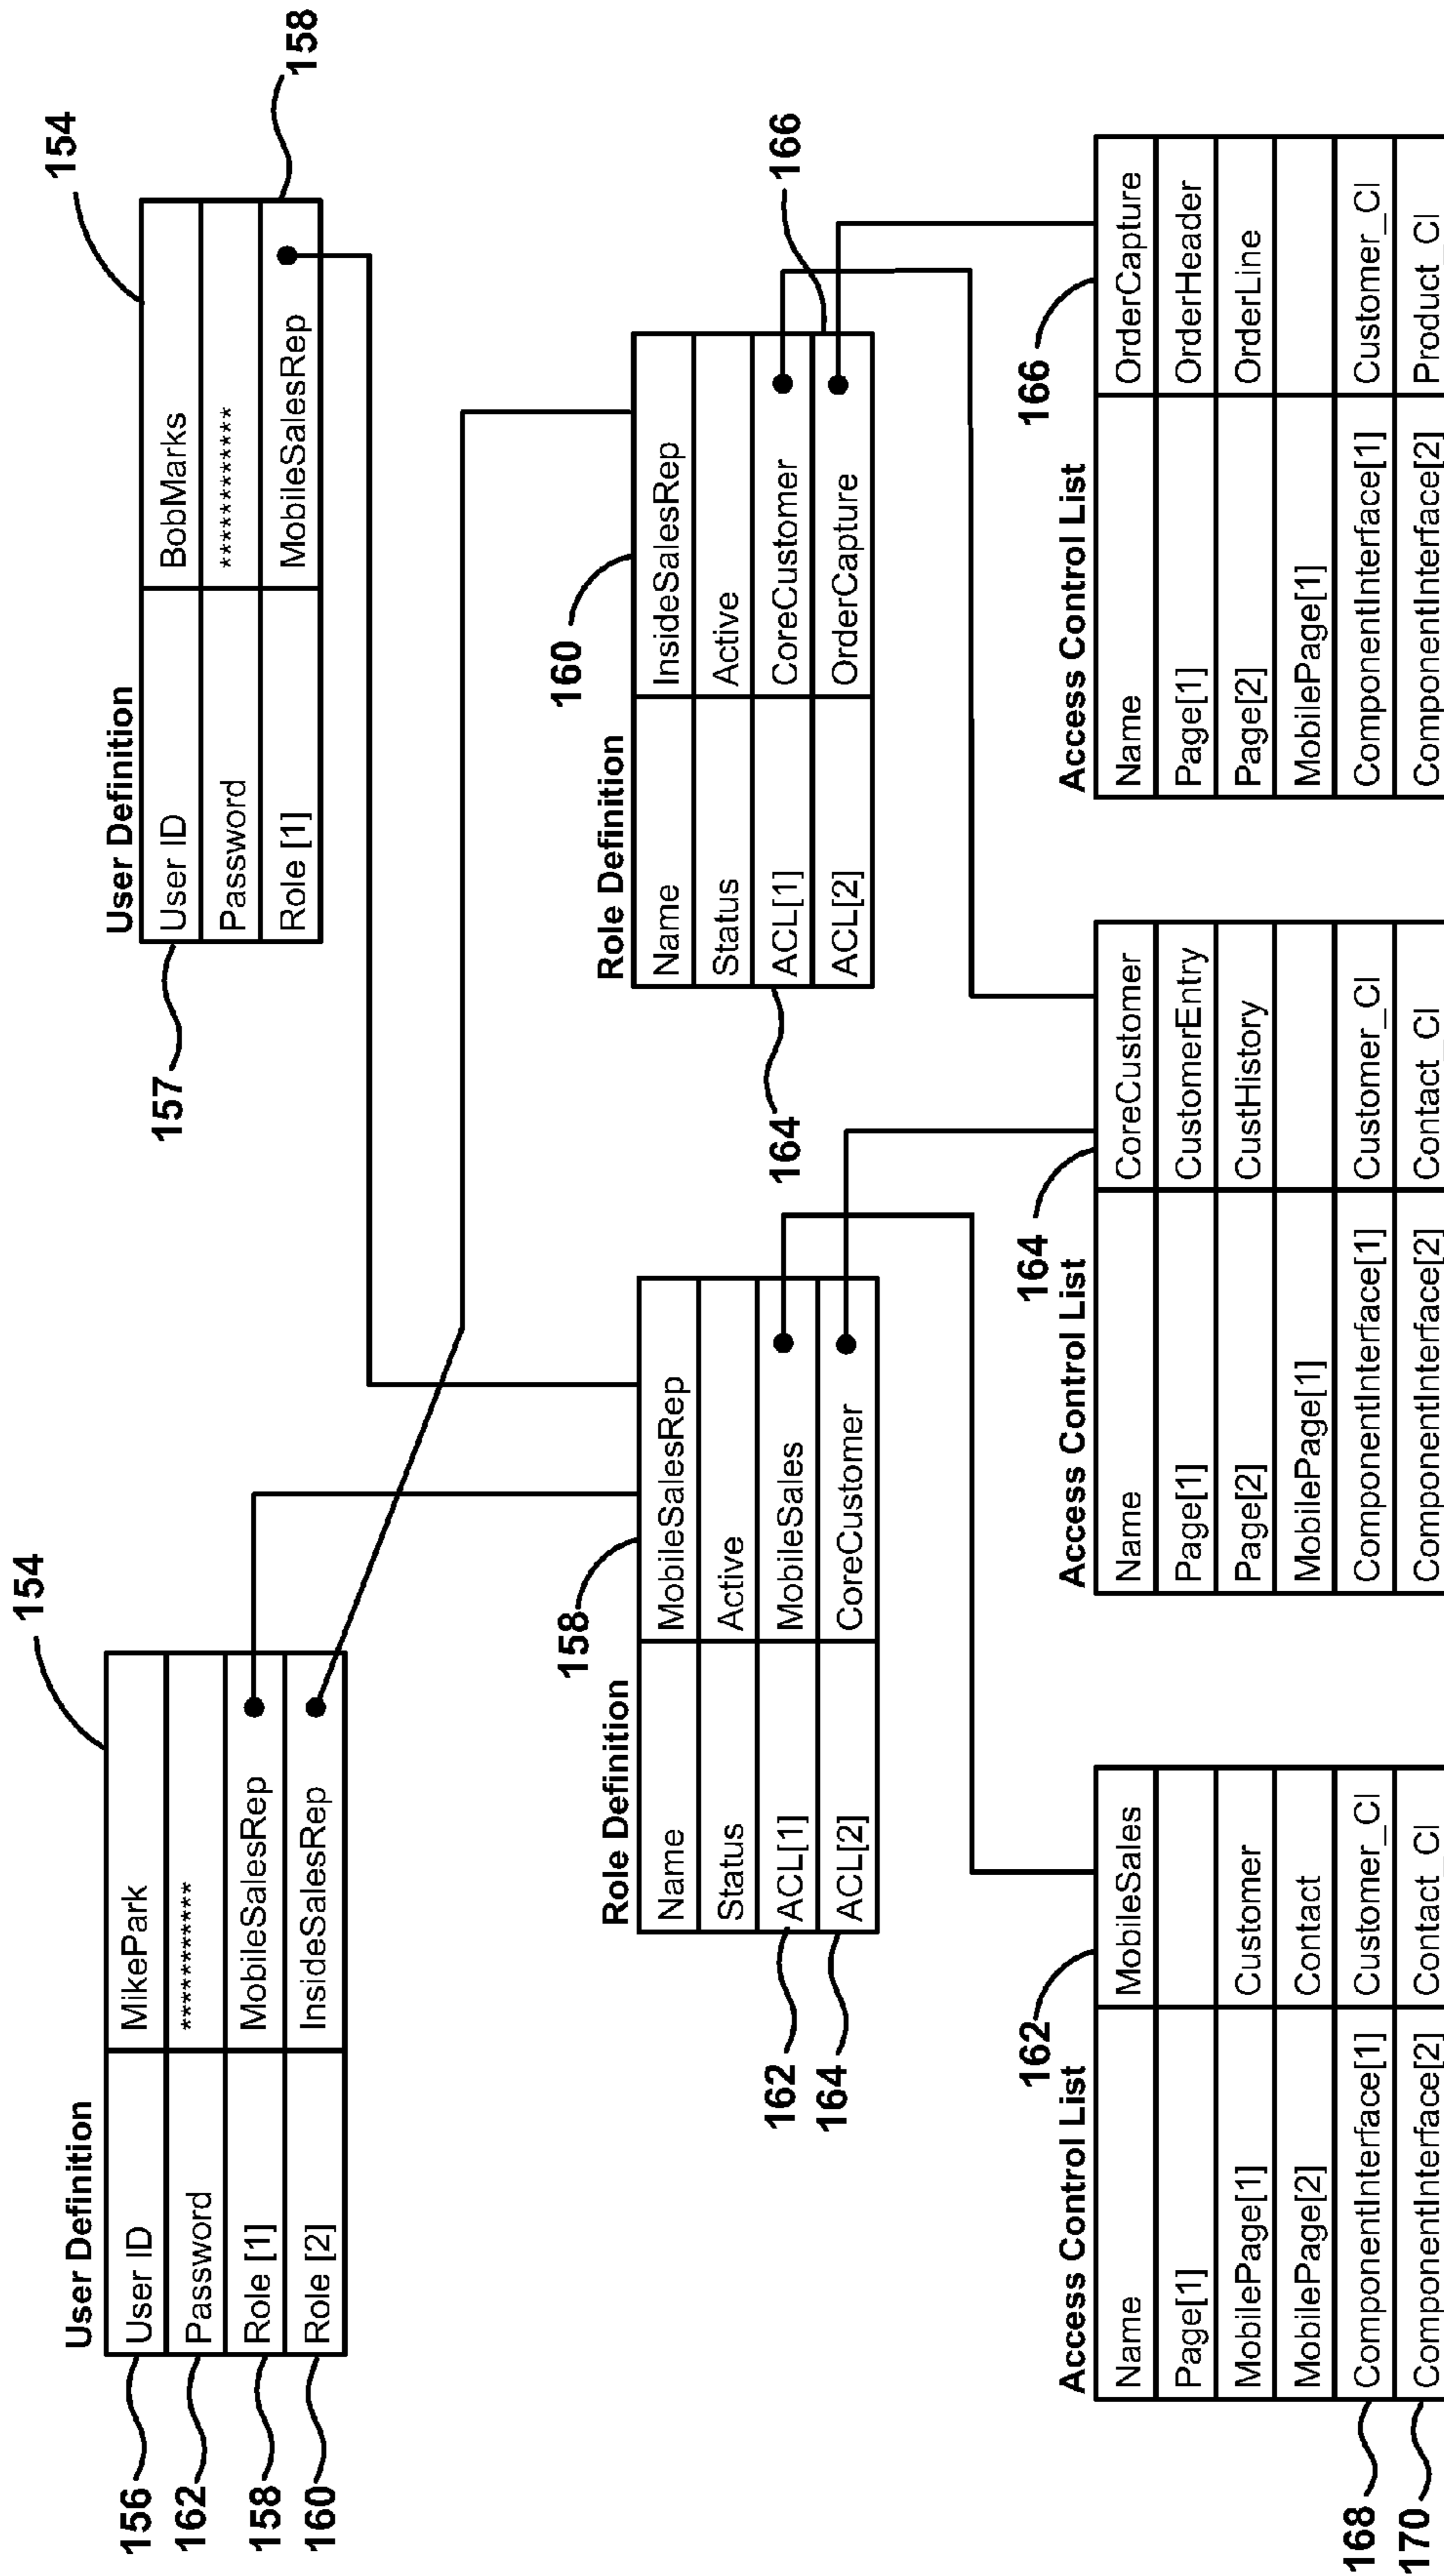 154
User Definition
156 User ID MikePark
162 Password ***********
158 Role [1] MobileSalesRep
160 Role [2] InsideSalesRep
154
User Definition
157 User ID BobMarks
Password ***********
Role [1] MobileSalesRep 158
158
Role Definition
Name MobileSalesRep
Status Active
162 ACL[1] MobileSales
164 ACL[2] CoreCustomer
160
Role Definition
Name InsideSalesRep
Status Active
164 ACL[1] CoreCustomer
ACL[2] OrderCapture 166
162
Access Control List
Name MobileSales
Page[1]
MobilePage[1] Customer
MobilePage[2] Contact
168 ComponentInterface[1] Customer_CI
170 ComponentInterface[2] Contact_CI
164
Access Control List
Name CoreCustomer
Page[1] CustomerEntry
Page[2] CustHistory
MobilePage[1]
ComponentInterface[1] Customer_CI
ComponentInterface[2] Contact_CI
166
Access Control List
Name OrderCapture
Page[1] OrderHeader
Page[2] OrderLine
MobilePage[1]
ComponentInterface[1] Customer_CI
ComponentInterface[2] Product_CI